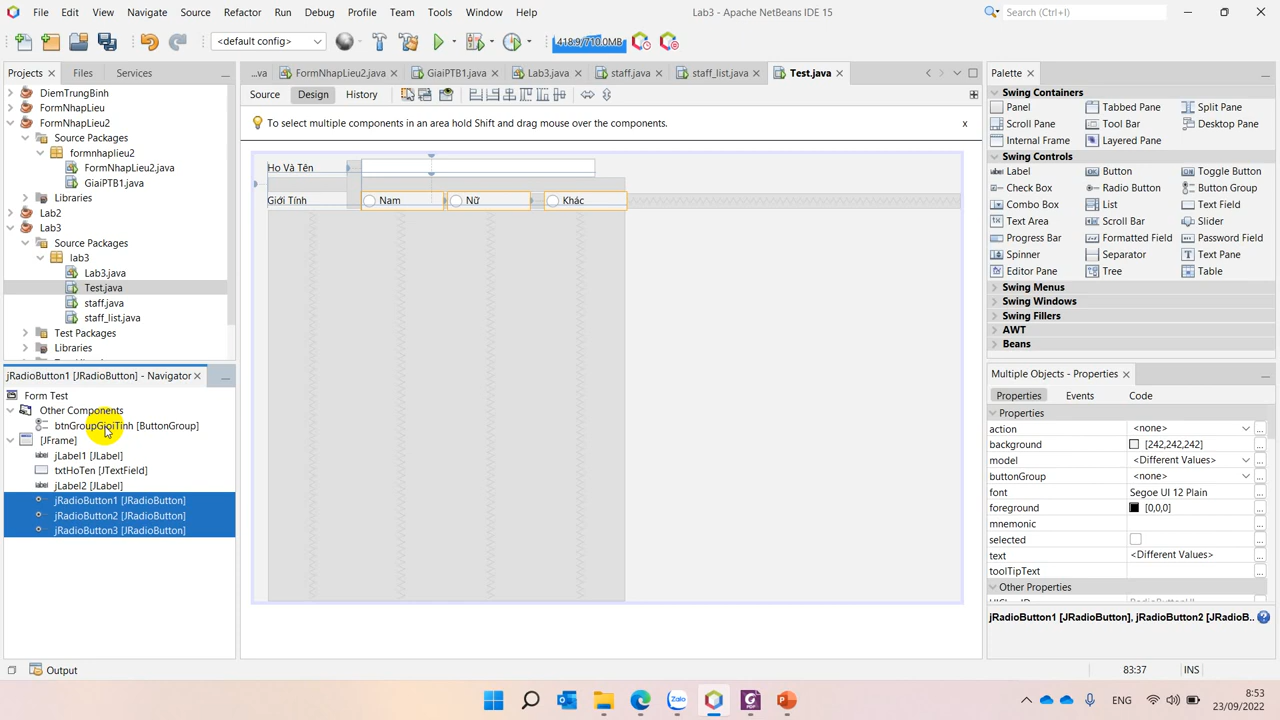 File Edit View Navigate Source Refactor Run Debug Profile Team Tools Window Help
Lab3 - Apache NetBeans IDE 15
Search (Ctrl+I)
<default config>
418.9/710.0MB
Projects Files Services
DiemTrungBinh
FormNhapLieu
FormNhapLieu2
Source Packages
formnhaplieu2
FormNhapLieu2.java
GiaiPTB1.java
Libraries
Lab2
Lab3
Source Packages
lab3
Lab3.java
Test.java
staff.java
staff_list.java
Test Packages
Libraries
jRadioButton1 [JRadioButton] - Navigator
Form Test
Other Components
btnGroupGioiTinh [ButtonGroup]
[JFrame]
jLabel1 [JLabel]
txtHoTen [JTextField]
jLabel2 [JLabel]
jRadioButton1 [JRadioButton]
jRadioButton2 [JRadioButton]
jRadioButton3 [JRadioButton]
Output
...va FormNhapLieu2.java GiaiPTB1.java Lab3.java staff.java staff_list.java Test.java
Source Design History
To select multiple components in an area hold Shift and drag mouse over the components. x
Họ Và Tên
Giới Tính Nam Nữ Khác
Palette
Swing Containers
Panel Tabbed Pane Split Pane
Scroll Pane Tool Bar Desktop Pane
Internal Frame Layered Pane
Swing Controls
Label Button Toggle Button
Check Box Radio Button Button Group
Combo Box List Text Field
Text Area Scroll Bar Slider
Progress Bar Formatted Field Password Field
Spinner Separator Text Pane
Editor Pane Tree Table
Swing Menus
Swing Windows
Swing Fillers
AWT
Beans
Multiple Objects - Properties
Properties Events Code
Properties
action <none> ...
background [242,242,242] ...
model <Different Values> ...
buttonGroup <none> ...
font Segoe UI 12 Plain ...
foreground [0,0,0] ...
mnemonic ...
selected ...
text <Different Values> ...
toolTipText ...
Other Properties
jRadioButton1 [JRadioButton], jRadioButton2 [JRadioB..
83:37 INS
Zalo
PDF
ENG
8:53
23/09/2022